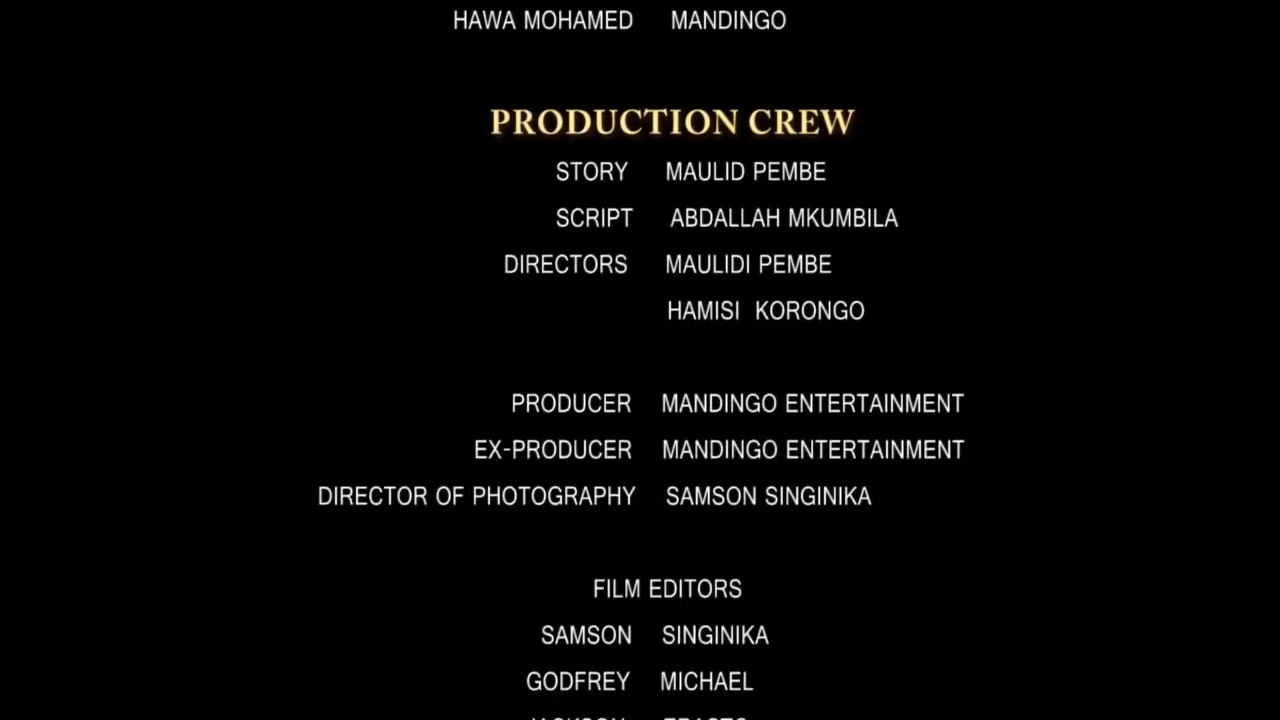 HAWA MOHAMED MANDINGO
PRODUCTION CREW
STORY MAULID PEMBE
SCRIPT ABDALLAH MKUMBILA
DIRECTORS MAULIDI PEMBE
HAMISI KORONGO
PRODUCER MANDINGO ENTERTAINMENT
EX-PRODUCER MANDINGO ENTERTAINMENT
DIRECTOR OF PHOTOGRAPHY SAMSON SINGINIKA
FILM EDITORS
SAMSON SINGINIKA
GODFREY MICHAEL